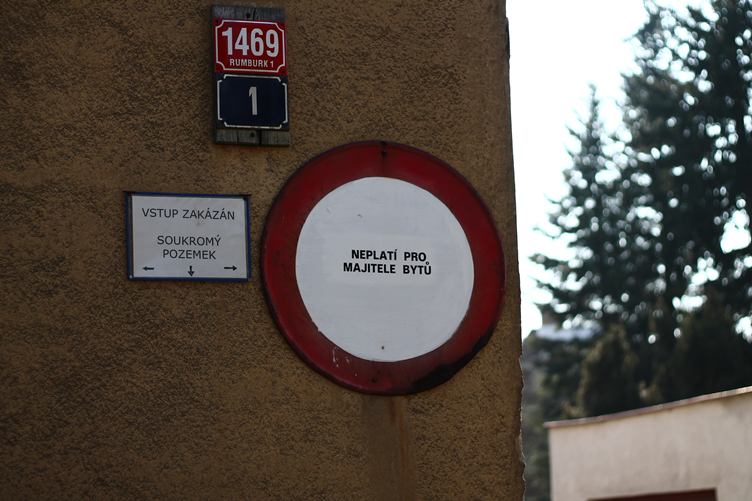 1469
RUMBURK 1
1
VSTUP ZAKÁZÁN
SOUKROMÝ
POZEMEK
NEPLATÍ PRO
MAJITELE BYTŮ